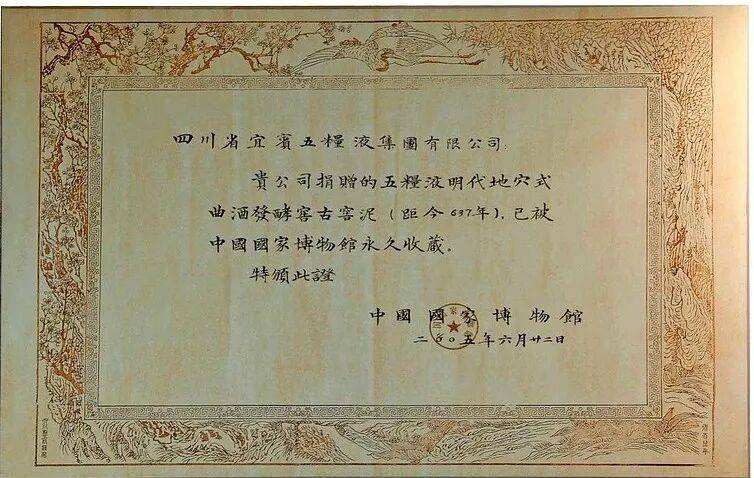 四川省宜賓五糧液集團有限公司:
貴公司捐贈的五糧液明代地穴式
曲酒發酵窖古窖泥(距今637年),已被
中國國家博物館永久收藏。
特頒此證
中國國家博物館
二〇〇五年六月廿二日